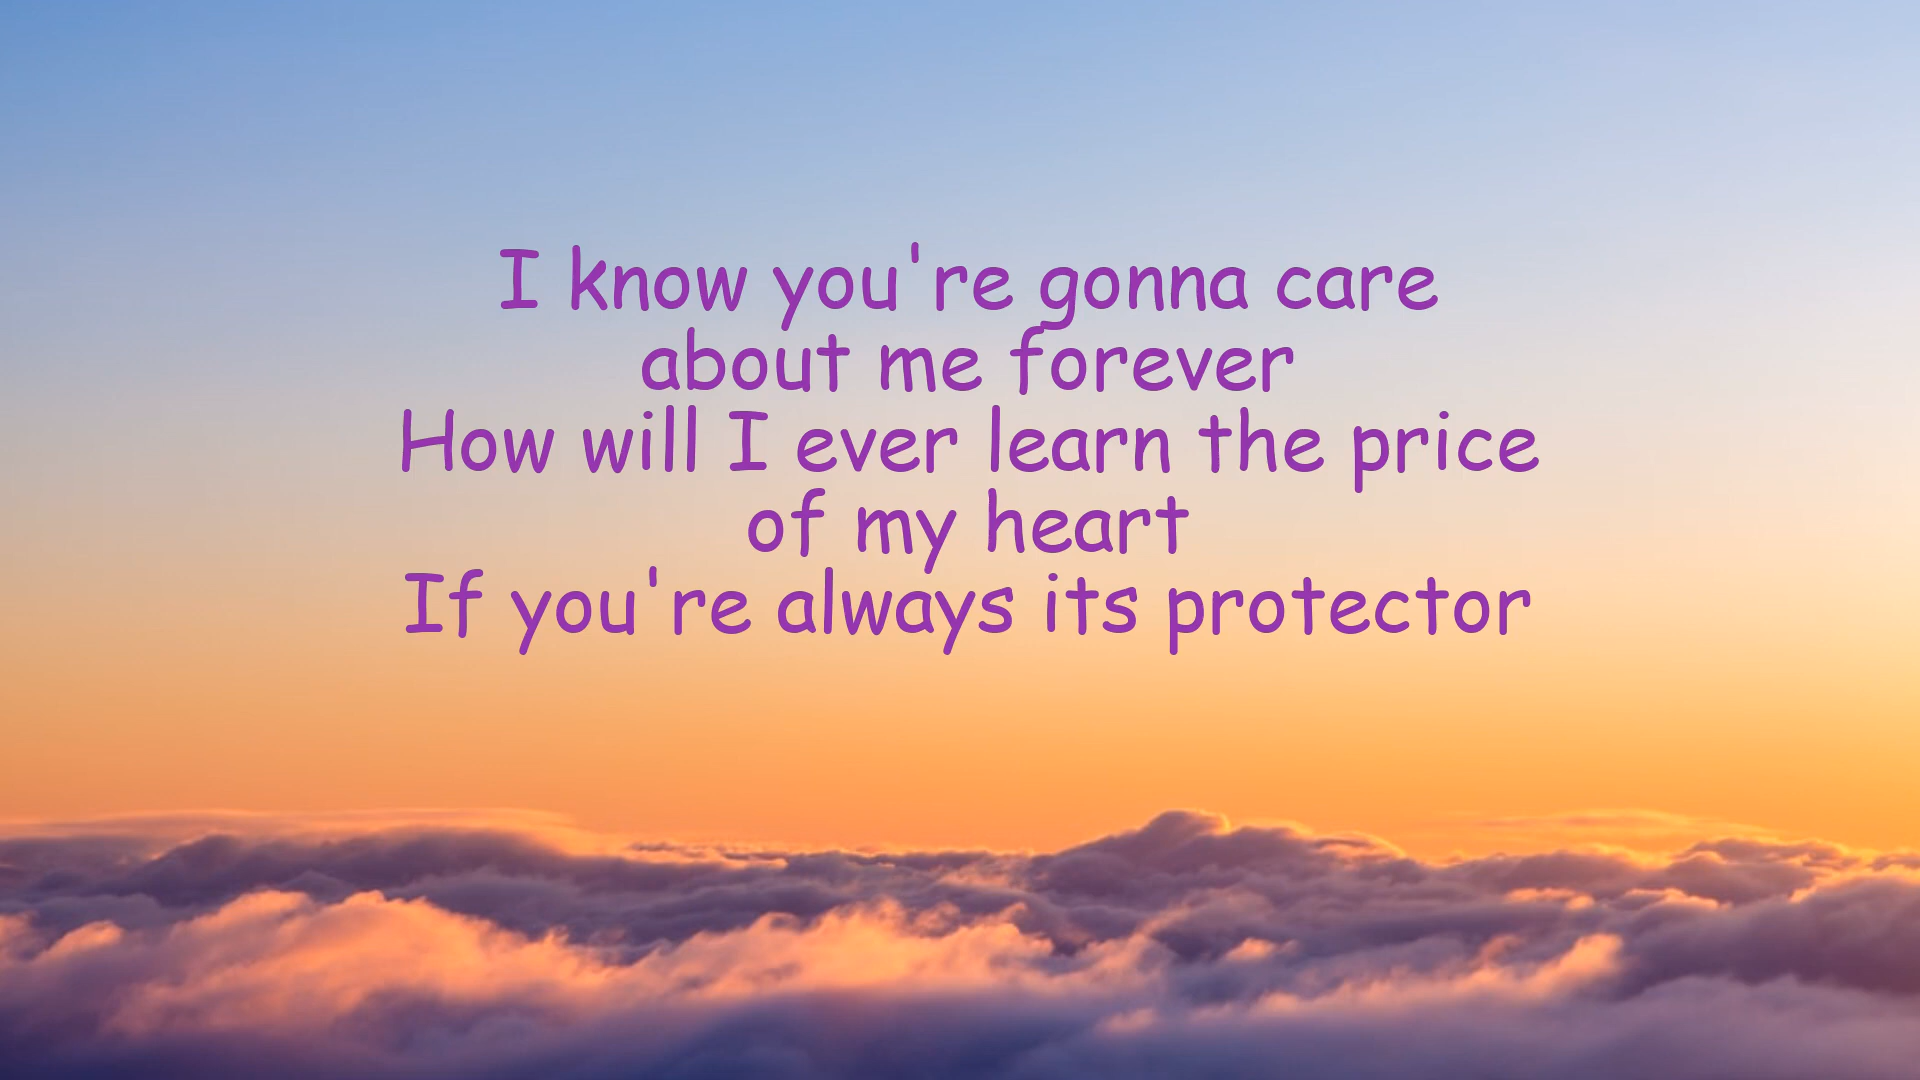 I know you're gonna care
about me forever
How will I ever learn the price
of my heart
If you're always its protector